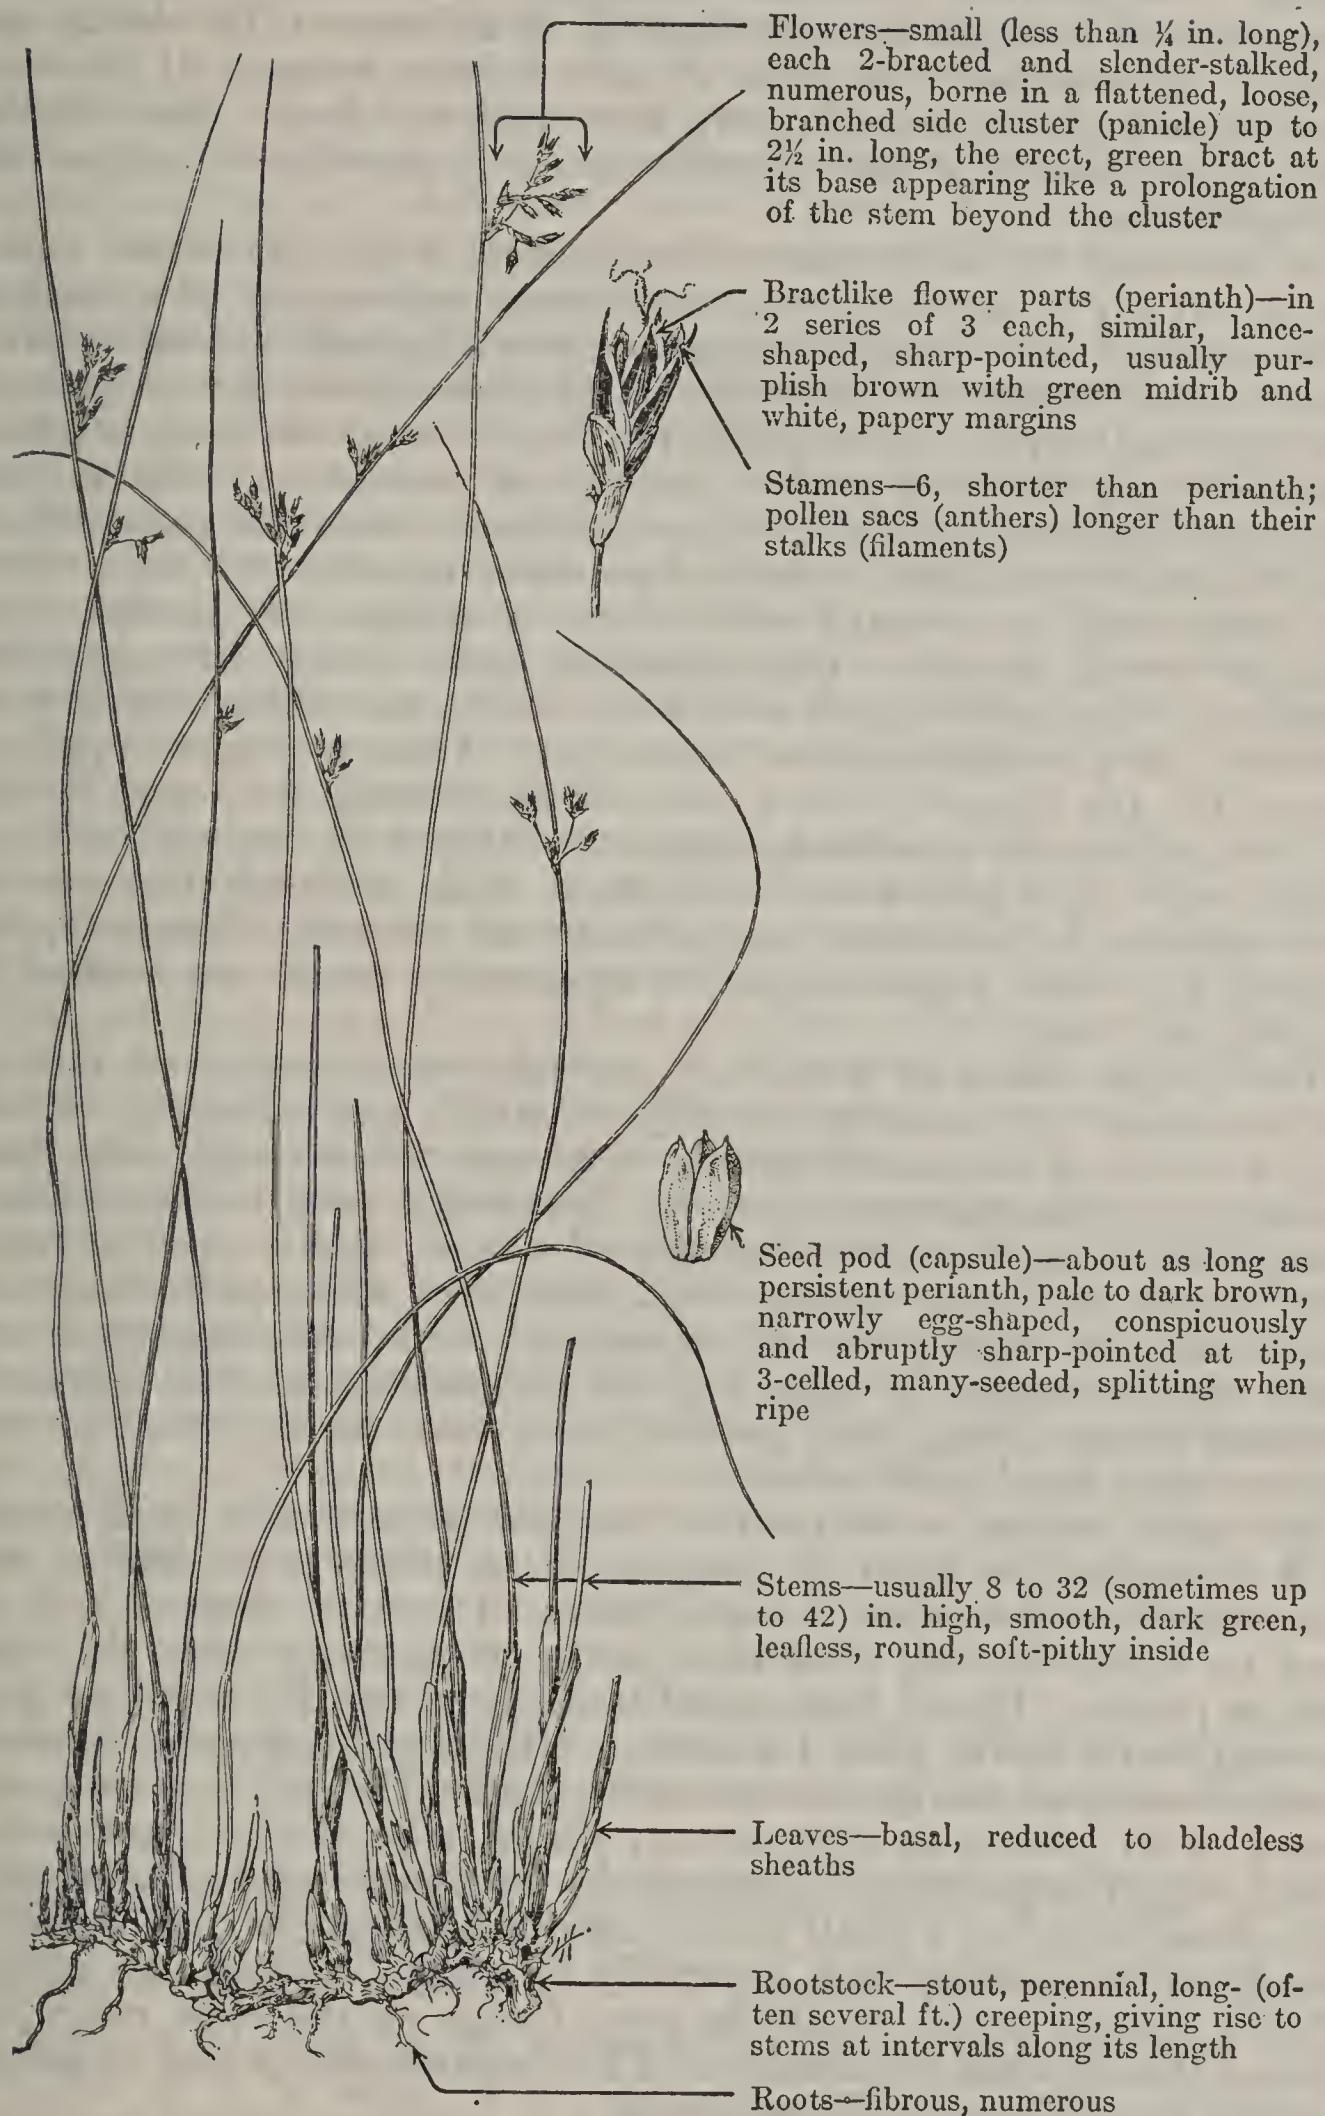 Flowers—small (less than ¼ in. long),
each 2-bracted and slender-stalked,
numerous, borne in a flattened, loose,
branched side cluster (panicle) up to
2½ in. long, the erect, green bract at
its base appearing like a prolongation
of the stem beyond the cluster
Bractlike flower parts (perianth)—in
2 series of 3 each, similar, lance-
shaped, sharp-pointed, usually pur-
plish brown with green midrib and
white, papery margins
Stamens—6, shorter than perianth;
pollen sacs (anthers) longer than their
stalks (filaments)
Seed pod (capsule)—about as long as
persistent perianth, pale to dark brown,
narrowly egg-shaped, conspicuously
and abruptly sharp-pointed at tip,
3-celled, many-seeded, splitting when
ripe
Stems—usually 8 to 32 (sometimes up
to 42) in. high, smooth, dark green,
leafless, round, soft-pithy inside
Leaves—basal, reduced to bladeless
sheaths
Rootstock—stout, perennial, long- (of-
ten several ft.) creeping, giving rise to
stems at intervals along its length
Roots—fibrous, numerous